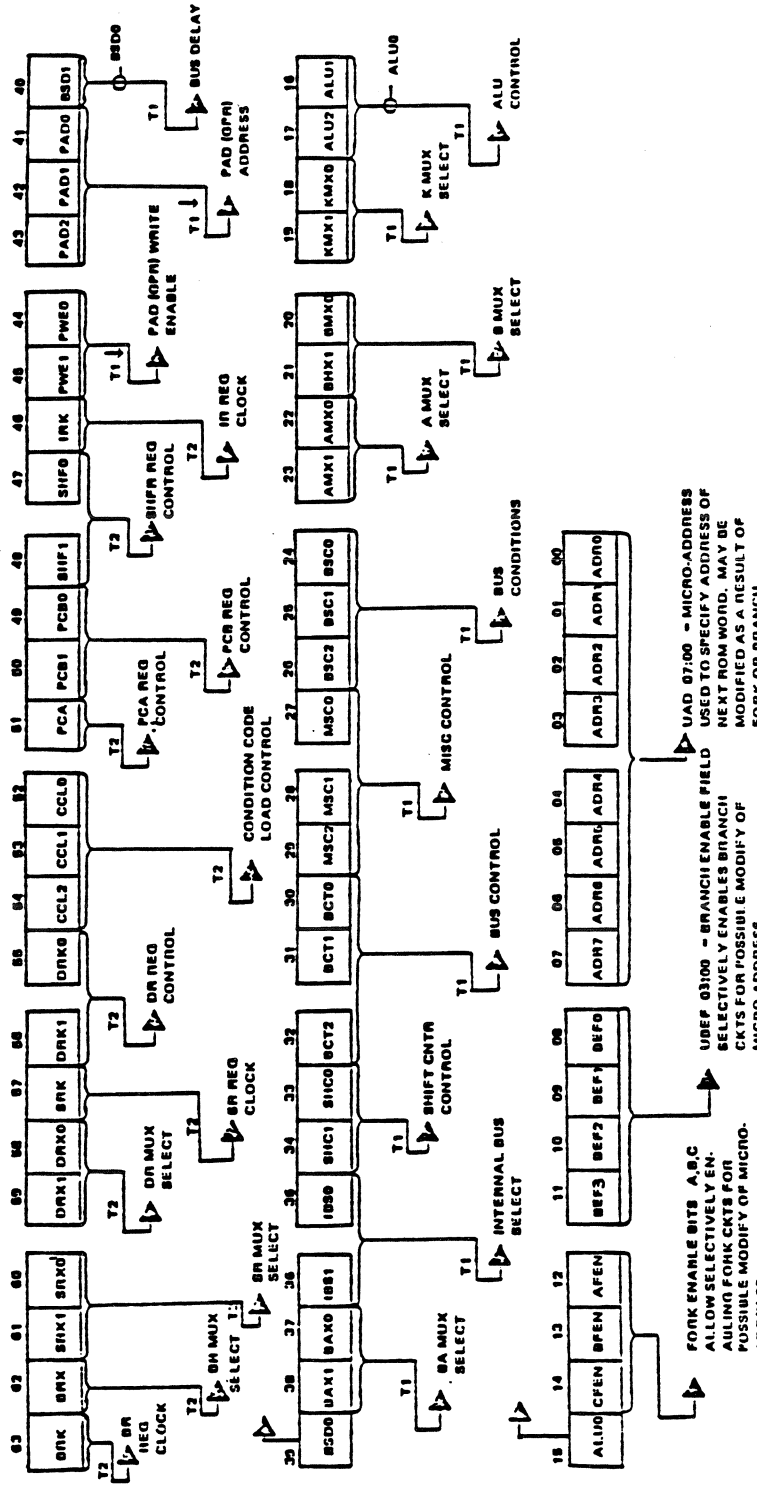 63 62 61 60 59 58 57 56 55 54 53 52 51 50 49 48 47 46 45 44 43 42 41 40
BRK BRX SRX1 SRX0 DRX1 DRX0 SRK DRK1 DRK0 CCL2 CCL1 CCL0 PCA PCB1 PCB0 SHF1 SHF0 IRK PWE1 PWE0 PAD2 PAD1 PAD0 BSD1
BSD0
T2 BR REG CLOCK
T2 BR MUX SELECT
T2 SR MUX SELECT
T2 DR MUX SELECT
T2 SR REG CLOCK
T2 DR REG CONTROL
T2 CONDITION CODE LOAD CONTROL
T2 PCA REG CONTROL
T2 PCB REG CONTROL
T2 SHFR REG CONTROL
T2 IR REG CLOCK
T1 ↓ PAD (GPR) WRITE ENABLE
T1 ↓ PAD (GPR) ADDRESS
T1 BUS DELAY
39 38 37 36 35 34 33 32 31 30 29 28 27 26 25 24 23 22 21 20 19 18 17 16
BSD0 BAX1 BAX0 IBS1 IBS0 SHC1 SHC0 BCT2 BCT1 BCT0 MSC2 MSC1 MSC0 BSC2 BSC1 BSC0 AMX1 AMX0 BMX1 BMX0 KMX1 KMX0 ALU2 ALU1
ALU0
T1 BA MUX SELECT
T1 INTERNAL BUS SELECT
T1 SHIFT CNTR CONTROL
T1 BUS CONTROL
T1 MISC CONTROL
T1 BUS CONDITIONS
T1 A MUX SELECT
T1 B MUX SELECT
T1 K MUX SELECT
T1 ALU CONTROL
15 14 13 12 11 10 09 08 07 06 05 04 03 02 01 00
ALU0 CFEN BFEN AFEN BEF3 BEF2 BEF1 BEF0 ADR7 ADR6 ADR5 ADR4 ADR3 ADR2 ADR1 ADR0
FORK ENABLE BITS A,B,C
ALLOW SELECTIVELY EN-
ABLING FORK CKTS FOR
POSSIBLE MODIFY OF MICRO-
UBEF 03:00 = BRANCH ENABLE FIELD
SELECTIVELY ENABLES BRANCH
CKTS FOR POSSIBLE MODIFY OF
MICRO ADDRESS
UAD 07:00 = MICRO-ADDRESS
USED TO SPECIFY ADDRESS OF
NEXT ROM WORD. MAY BE
MODIFIED AS A RESULT OF
FORK OR BRANCH